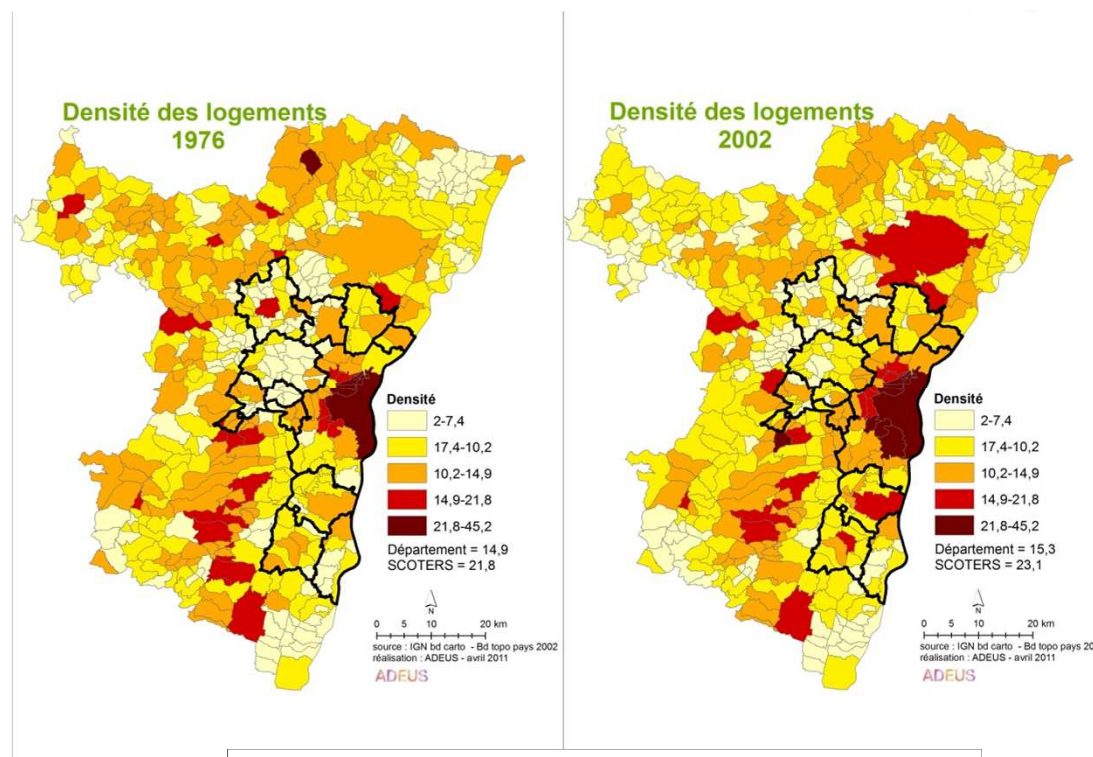 Densité des logements
1976
Densité
2-7,4
17,4-10,2
10,2-14,9
14,9-21,8
21,8-45,2
Département = 14,9
SCOTERS = 21,8
N
0 10 20 km
source : IGN bd carto - Bd topo pays 2002
réalisation : ADEUS - avril 2011
ADEUS
Densité des logements
2002
Densité
2-7,4
17,4-10,2
10,2-14,9
14,9-21,8
21,8-45,2
Département = 15,3
SCOTERS = 23,1
N
0 10 20 km
source : IGN bd carto - Bd topo pays 20
réalisation : ADEUS - avril 2011
ADEUS